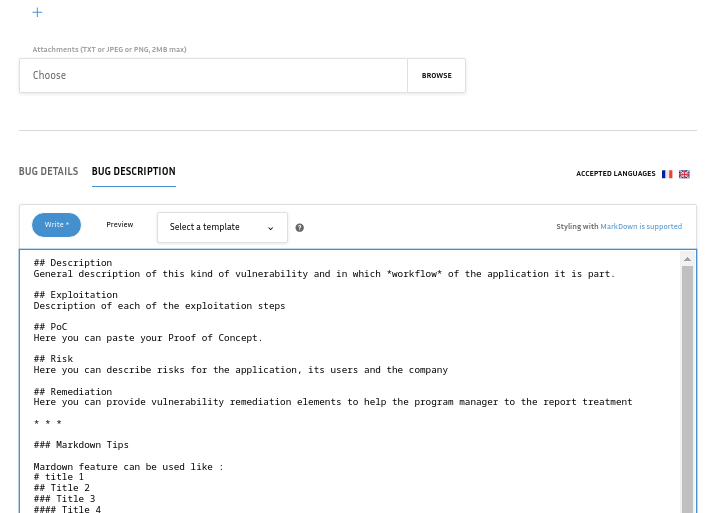 +
Attachments (TXT or JPEG or PNG, 2MB max)
Choose
BROWSE
BUG DETAILS
BUG DESCRIPTION
ACCEPTED LANGUAGES
Write *
Preview
Select a template
?
Styling with MarkDown is supported
## Description
General description of this kind of vulnerability and in which *workflow* of the application it is part.
## Exploitation
Description of each of the exploitation steps
## PoC
Here you can paste your Proof of Concept.
## Risk
Here you can describe risks for the application, its users and the company
## Remediation
Here you can provide vulnerability remediation elements to help the program manager to the report treatment
* * *
### Markdown Tips
Mardown feature can be used like :
# title 1
## Title 2
### Title 3
#### Title 4